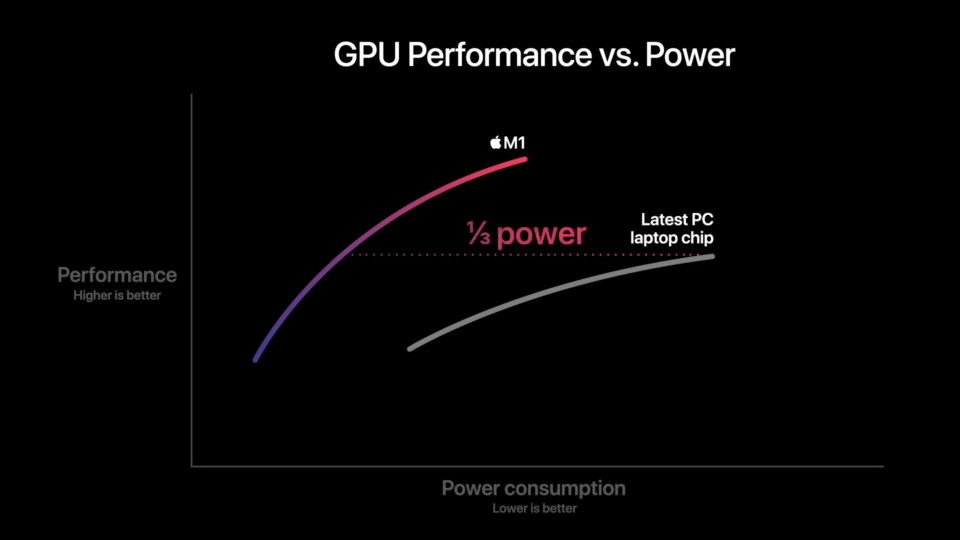 GPU Performance vs. Power
M1
⅓ power
Latest PC
laptop chip
Performance
Higher is better
Power consumption
Lower is better